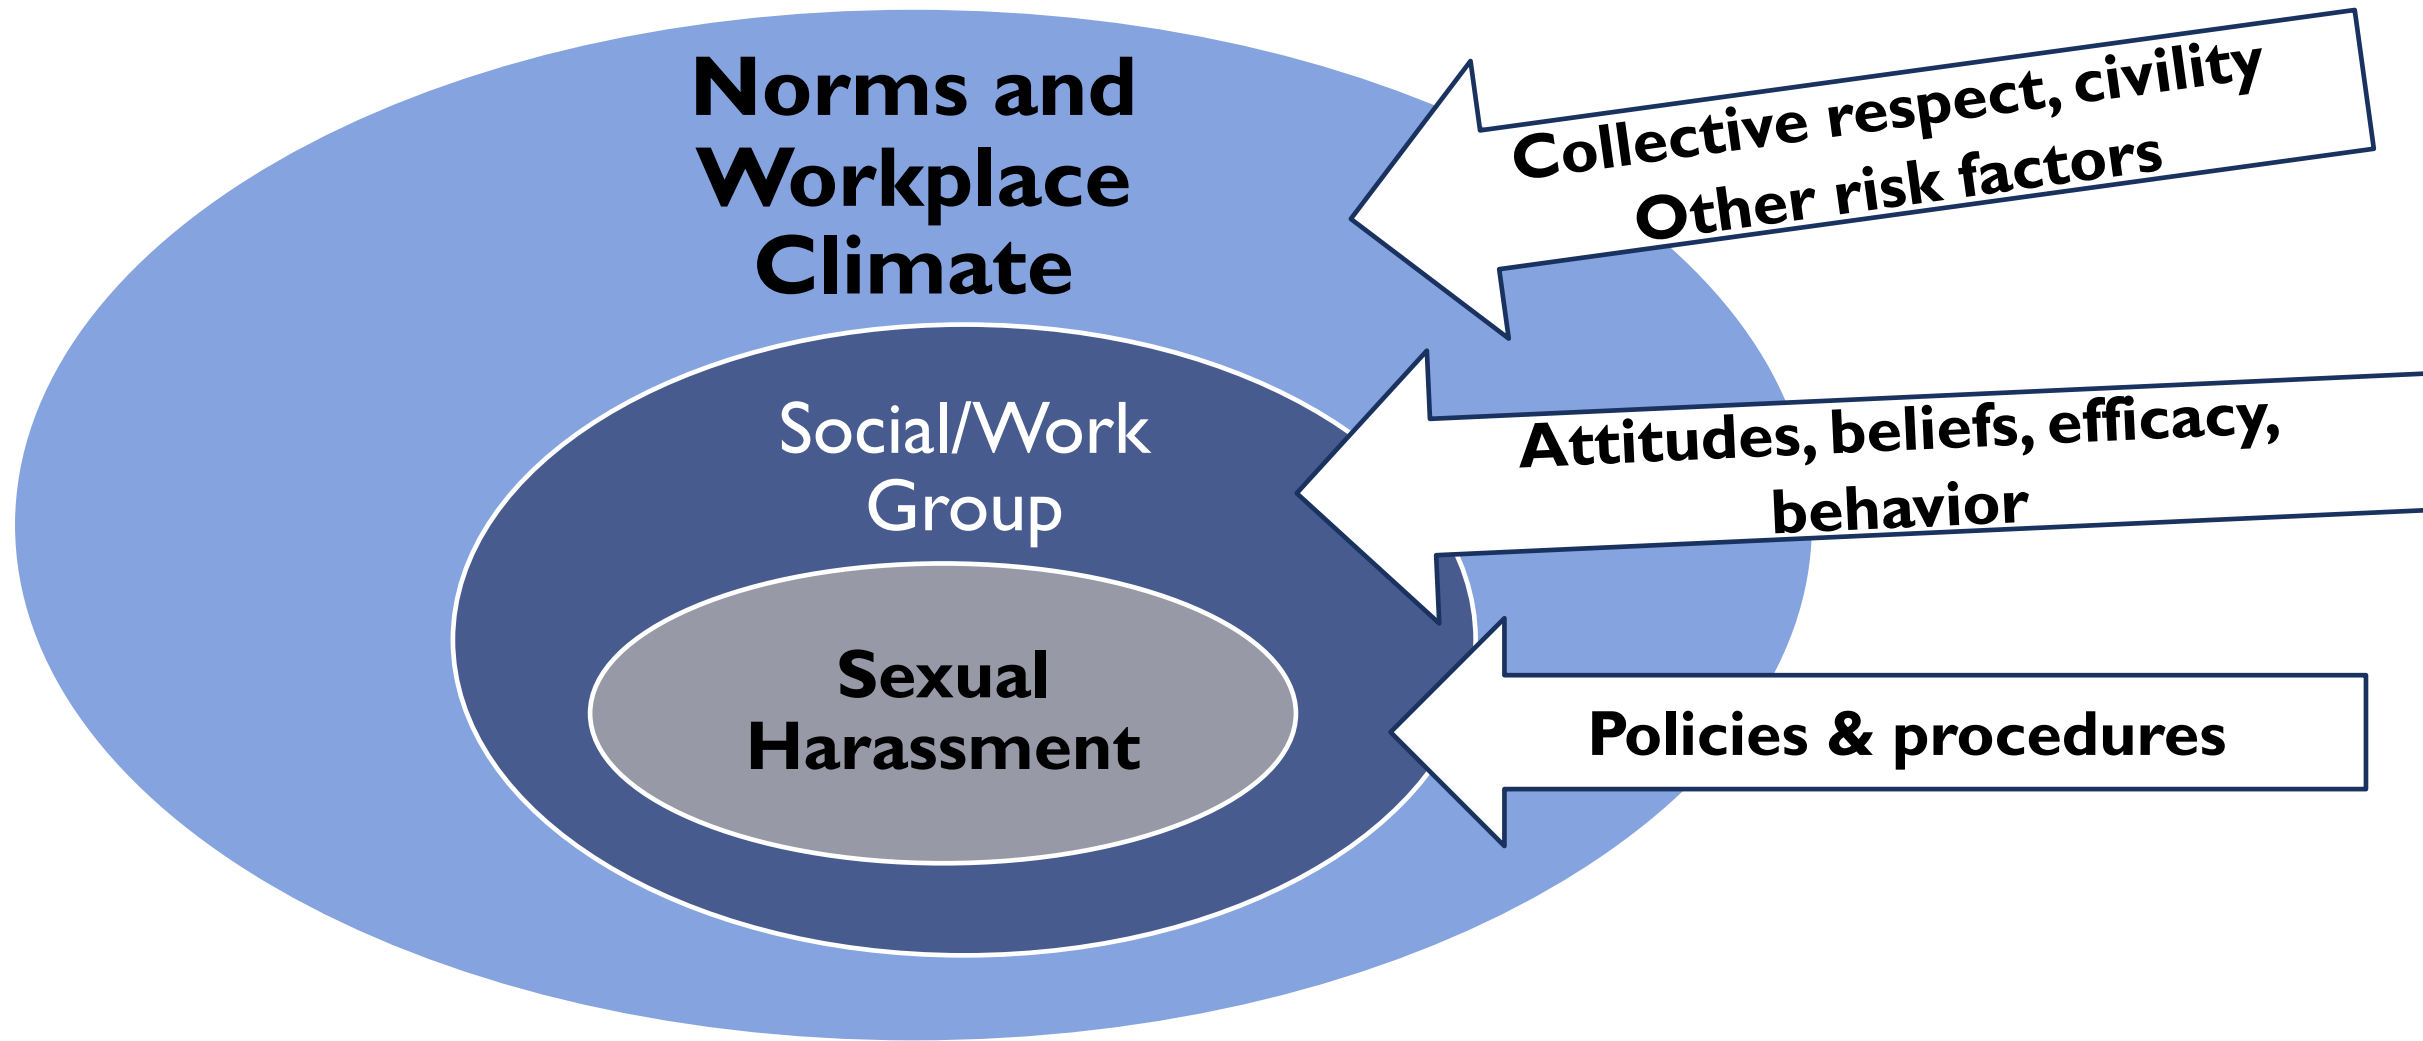 Norms and
Workplace
Climate
Collective respect, civility
Other risk factors
Social/Work
Group
Attitudes, beliefs, efficacy,
behavior
Sexual
Harassment
Policies & procedures